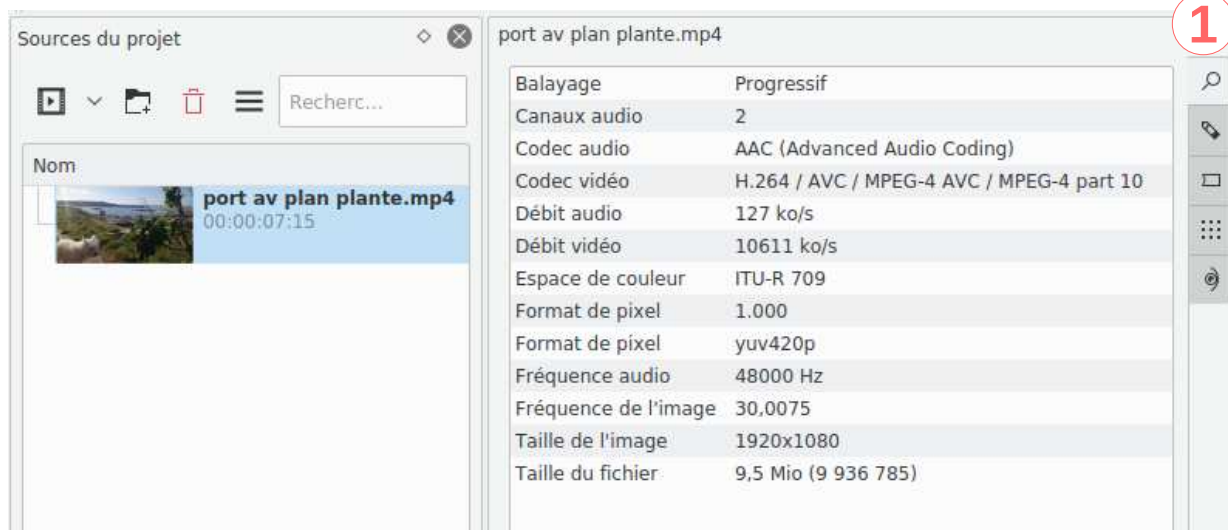 Sources du projet
Recherc...
Nom
port av plan plante.mp4
00:00:07:15
port av plan plante.mp4
1
Balayage Progressif
Canaux audio 2
Codec audio AAC (Advanced Audio Coding)
Codec vidéo H.264 / AVC / MPEG-4 AVC / MPEG-4 part 10
Débit audio 127 ko/s
Débit vidéo 10611 ko/s
Espace de couleur ITU-R 709
Format de pixel 1.000
Format de pixel yuv420p
Fréquence audio 48000 Hz
Fréquence de l'image 30,0075
Taille de l'image 1920x1080
Taille du fichier 9,5 Mio (9 936 785)